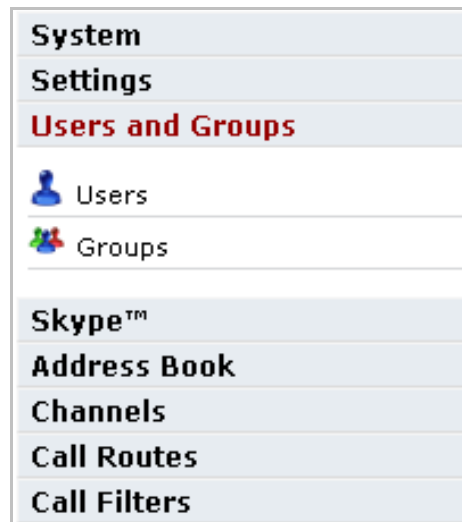 System
Settings
Users and Groups
Users
Groups
Skype™
Address Book
Channels
Call Routes
Call Filters